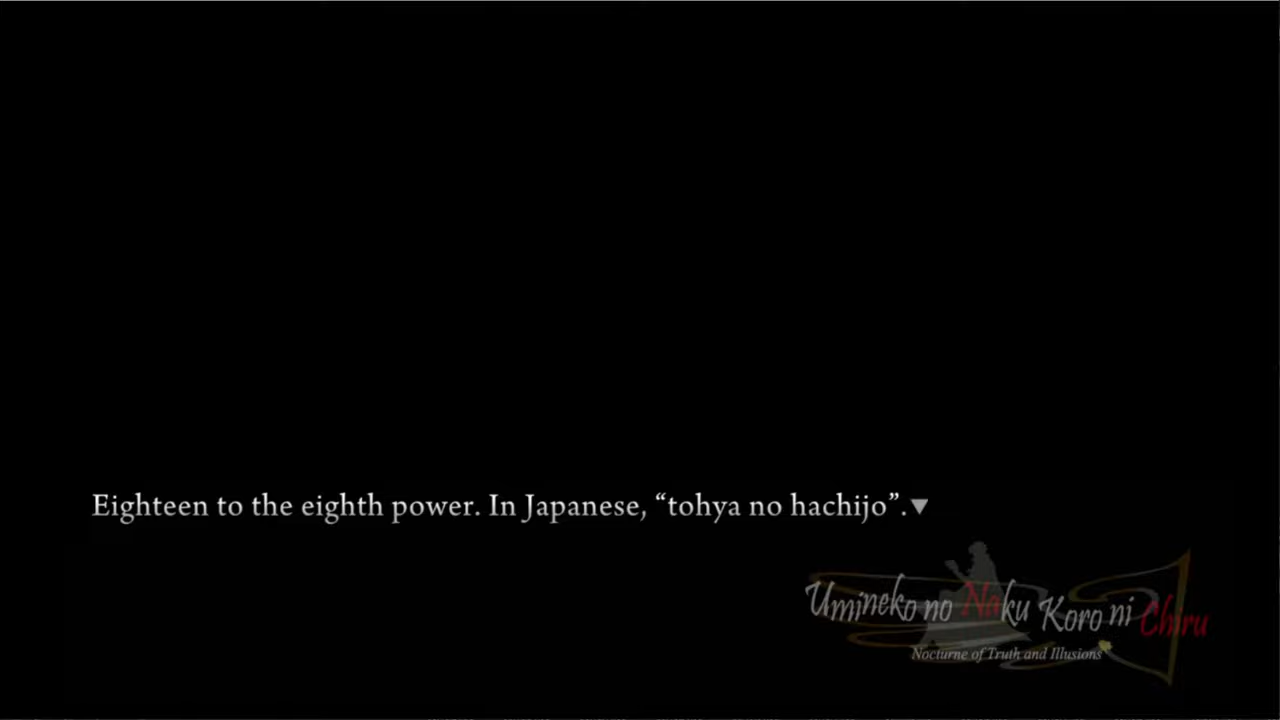 Eighteen to the eighth power. In Japanese, “tohya no hachijo”.
Umineko no Naku Koro ni Chiru
Nocturne of Truth and Illusions